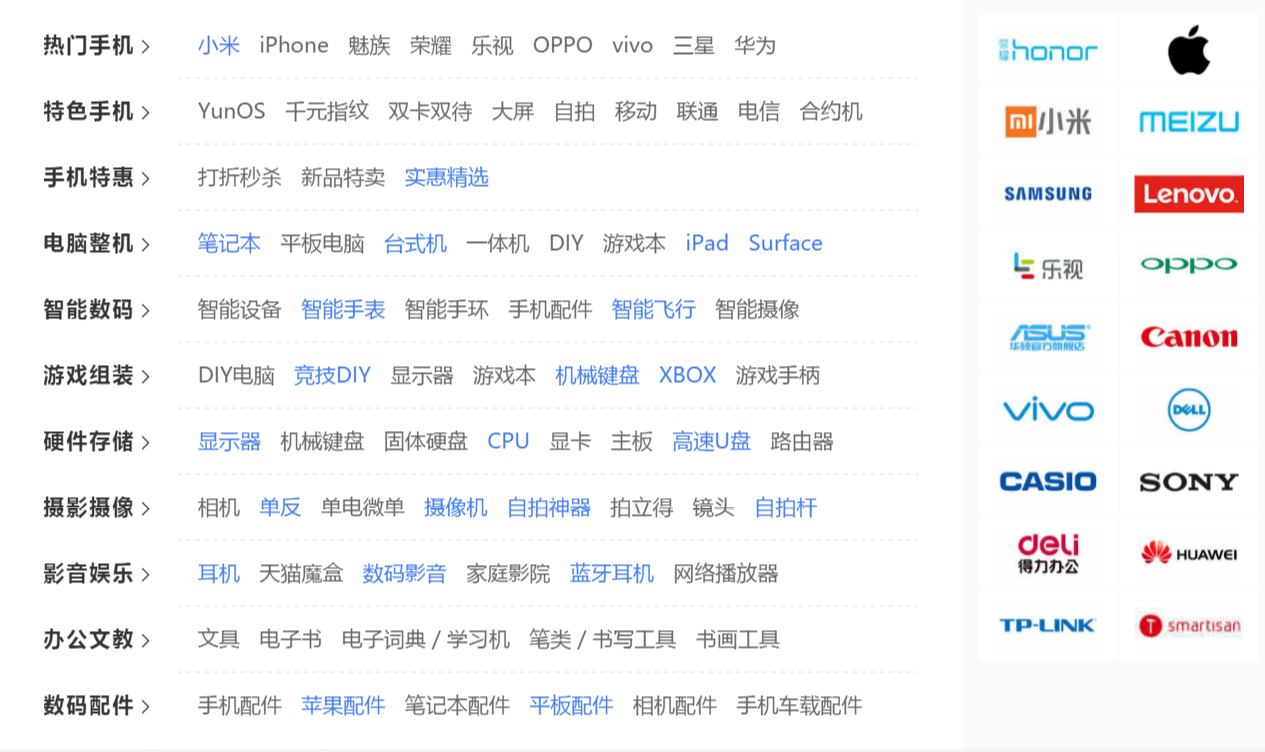 热门手机 > 小米 iPhone 魅族 荣耀 乐视 OPPO vivo 三星 华为
特色手机 > YunOS 千元指纹 双卡双待 大屏 自拍 移动 联通 电信 合约机
手机特惠 > 打折秒杀 新品特卖 实惠精选
电脑整机 > 笔记本 平板电脑 台式机 一体机 DIY 游戏本 iPad Surface
智能数码 > 智能设备 智能手表 智能手环 手机配件 智能飞行 智能摄像
游戏组装 > DIY电脑 竞技DIY 显示器 游戏本 机械键盘 XBOX 游戏手柄
硬件存储 > 显示器 机械键盘 固体硬盘 CPU 显卡 主板 高速U盘 路由器
摄影摄像 > 相机 单反 单电微单 摄像机 自拍神器 拍立得 镜头 自拍杆
影音娱乐 > 耳机 天猫魔盒 数码影音 家庭影院 蓝牙耳机 网络播放器
办公文教 > 文具 电子书 电子词典 / 学习机 笔类 / 书写工具 书画工具
数码配件 > 手机配件 苹果配件 笔记本配件 平板配件 相机配件 手机车载配件
荣耀 honor
mi 小米 MEIZU
SAMSUNG Lenovo
乐视 oppo
ASUS
华硕官方旗舰店
Canon
vivo DELL
CASIO SONY
deli
得力办公
HUAWEI
TP-LINK T smartisan